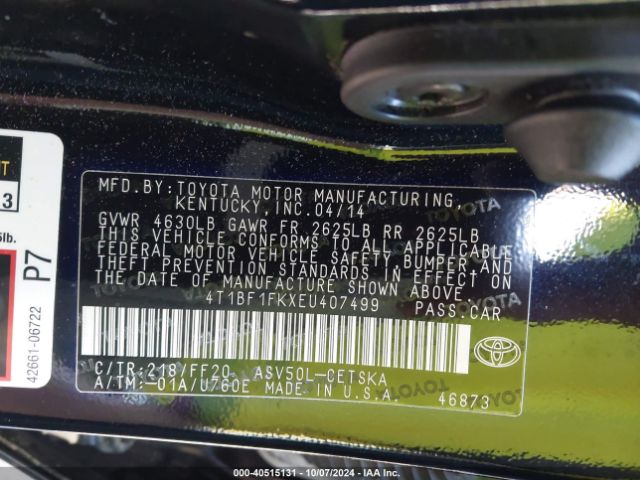 MFD. BY: TOYOTA MOTOR MANUFACTURING,
KENTUCKY, INC. 04/14
GVWR 4630LB GAWR FR 2625LB RR 2625LB
THIS VEHICLE CONFORMS TO ALL APPLICABLE
FEDERAL MOTOR VEHICLE SAFETY, BUMPER, AND
THEFT PREVENTION STANDARDS IN EFFECT ON
THE DATE OF MANUFACTURE SHOWN ABOVE.
4T1BF1FKXEU407499 PASS. CAR
C/TR: 218/FF20 ASV50L-CETSKA
A/TM: -01A/U760E MADE IN U.S.A.
46873
TOYOTA
3
lb.
P7
42661-06722
000-40515131 - 10/07/2024 - IAA Inc.